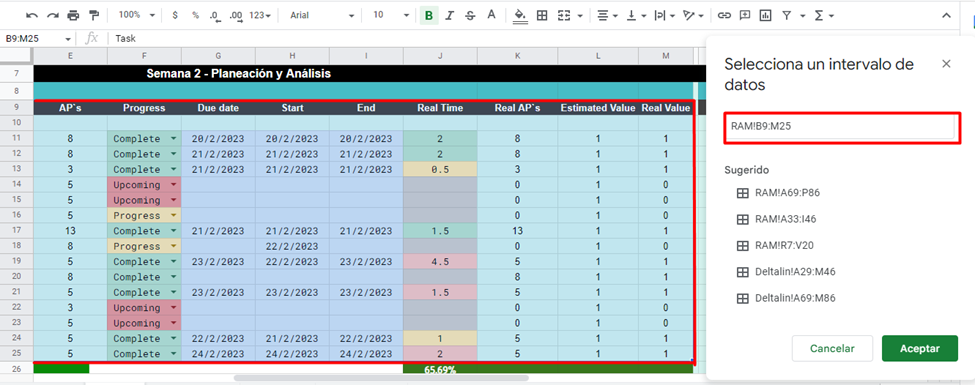 100% $ % .0 .00 123 Arial 10 B I S A Σ
B9:M25 fx Task
E F G H I J K L M
7 Semana 2 - Planeación y Análisis
8
9 AP`s Progress Due date Start End Real Time Real AP`s Estimated Value Real Value
10
11 8 Complete 20/2/2023 20/2/2023 20/2/2023 2 8 1 1
12 8 Complete 21/2/2023 21/2/2023 21/2/2023 2 8 1 1
13 3 Complete 21/2/2023 21/2/2023 21/2/2023 0.5 3 1 1
14 5 Upcoming 0 1 0
15 5 Upcoming 0 1 0
16 5 Progress 0 1 0
17 13 Complete 21/2/2023 21/2/2023 21/2/2023 1.5 13 1 1
18 8 Progress 22/2/2023 0 1 0
19 5 Complete 23/2/2023 22/2/2023 23/2/2023 4.5 5 1 1
20 8 Complete 8 1 1
21 5 Complete 23/2/2023 23/2/2023 23/2/2023 1.5 5 1 1
22 3 Upcoming 0 1 0
23 5 Upcoming 0 1 0
24 5 Complete 22/2/2023 21/2/2023 22/2/2023 1 5 1 1
25 5 Complete 24/2/2023 24/2/2023 24/2/2023 2 5 1 1
26 65.69%
Selecciona un intervalo de
datos
RAM!B9:M25
Sugerido
RAM!A69:P86
RAM!A33:I46
RAM!R7:V20
Deltalin!A29:M46
Deltalin!A69:M86
Cancelar Aceptar